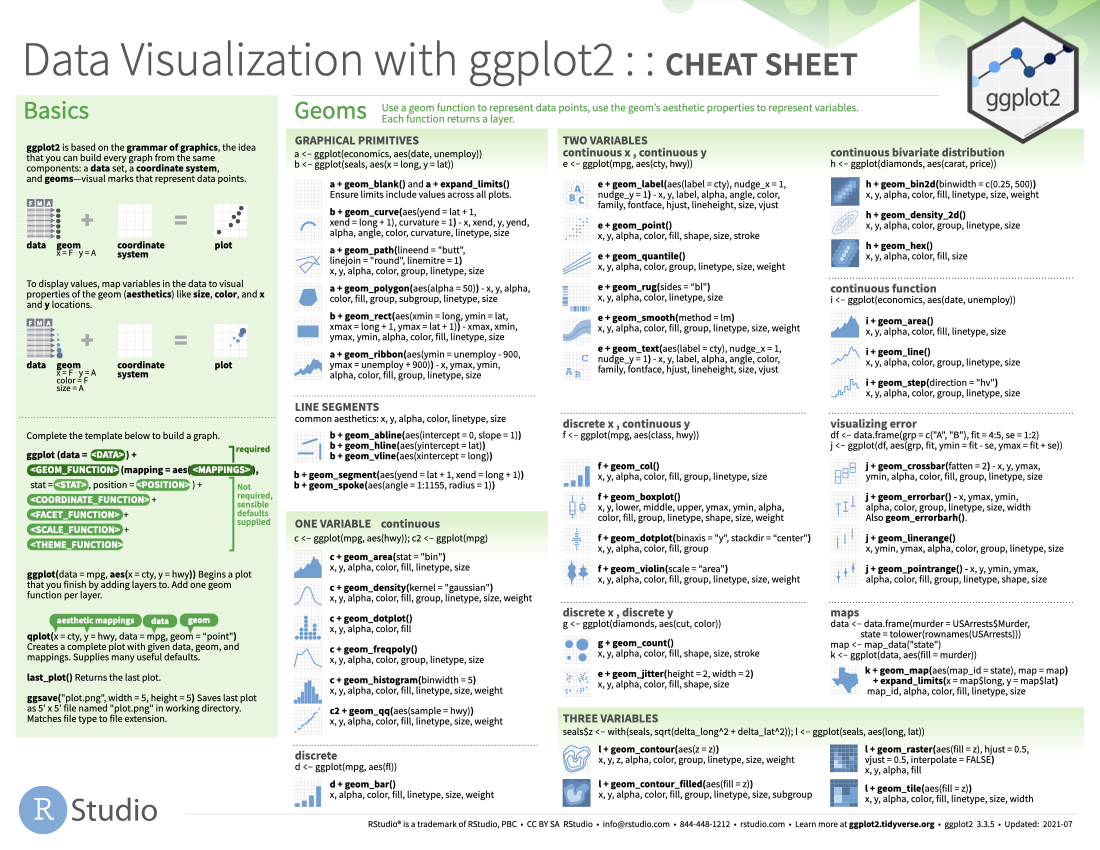 Data Visualization with ggplot2 : : CHEAT SHEET
ggplot2
Basics
ggplot2 is based on the grammar of graphics, the idea
that you can build every graph from the same
components: a data set, a coordinate system,
and geoms—visual marks that represent data points.
F M A
data
geom
x = F y = A
coordinate
system
plot
To display values, map variables in the data to visual
properties of the geom (aesthetics) like size, color, and x
and y locations.
F M A
data
geom
x = F y = A
color = F
size = A
coordinate
system
plot
Complete the template below to build a graph.
required
ggplot (data = <DATA>) +
<GEOM_FUNCTION> (mapping = aes(<MAPPINGS>),
stat = <STAT>, position = <POSITION>) +
<COORDINATE_FUNCTION> +
<FACET_FUNCTION> +
<SCALE_FUNCTION> +
<THEME_FUNCTION>
Not
required,
sensible
defaults
supplied
ggplot(data = mpg, aes(x = cty, y = hwy)) Begins a plot
that you finish by adding layers to. Add one geom
function per layer.
aesthetic mappings data geom
qplot(x = cty, y = hwy, data = mpg, geom = “point")
Creates a complete plot with given data, geom, and
mappings. Supplies many useful defaults.
last_plot() Returns the last plot.
ggsave("plot.png", width = 5, height = 5) Saves last plot
as 5’ x 5’ file named "plot.png" in working directory.
Matches file type to file extension.
Geoms
Use a geom function to represent data points, use the geom’s aesthetic properties to represent variables.
Each function returns a layer.
GRAPHICAL PRIMITIVES
a <- ggplot(economics, aes(date, unemploy))
b <- ggplot(seals, aes(x = long, y = lat))
a + geom_blank() and a + expand_limits()
Ensure limits include values across all plots.
b + geom_curve(aes(yend = lat + 1,
xend = long + 1), curvature = 1) - x, xend, y, yend,
alpha, angle, color, curvature, linetype, size
a + geom_path(lineend = "butt",
linejoin = "round", linemitre = 1)
x, y, alpha, color, group, linetype, size
a + geom_polygon(aes(alpha = 50)) - x, y, alpha,
color, fill, group, subgroup, linetype, size
b + geom_rect(aes(xmin = long, ymin = lat,
xmax = long + 1, ymax = lat + 1)) - xmax, xmin,
ymax, ymin, alpha, color, fill, linetype, size
a + geom_ribbon(aes(ymin = unemploy - 900,
ymax = unemploy + 900)) - x, ymax, ymin,
alpha, color, fill, group, linetype, size
LINE SEGMENTS
common aesthetics: x, y, alpha, color, linetype, size
b + geom_abline(aes(intercept = 0, slope = 1))
b + geom_hline(aes(yintercept = lat))
b + geom_vline(aes(xintercept = long))
b + geom_segment(aes(yend = lat + 1, xend = long + 1))
b + geom_spoke(aes(angle = 1:1155, radius = 1))
ONE VARIABLE continuous
c <- ggplot(mpg, aes(hwy)); c2 <- ggplot(mpg)
c + geom_area(stat = "bin")
x, y, alpha, color, fill, linetype, size
c + geom_density(kernel = "gaussian")
x, y, alpha, color, fill, group, linetype, size, weight
c + geom_dotplot()
x, y, alpha, color, fill
c + geom_freqpoly()
x, y, alpha, color, group, linetype, size
c + geom_histogram(binwidth = 5)
x, y, alpha, color, fill, linetype, size, weight
c2 + geom_qq(aes(sample = hwy))
x, y, alpha, color, fill, linetype, size, weight
discrete
d <- ggplot(mpg, aes(fl))
d + geom_bar()
x, alpha, color, fill, linetype, size, weight
TWO VARIABLES
continuous x , continuous y
e <- ggplot(mpg, aes(cty, hwy))
e + geom_label(aes(label = cty), nudge_x = 1,
nudge_y = 1) - x, y, label, alpha, angle, color,
family, fontface, hjust, lineheight, size, vjust
e + geom_point()
x, y, alpha, color, fill, shape, size, stroke
e + geom_quantile()
x, y, alpha, color, group, linetype, size, weight
e + geom_rug(sides = “bl")
x, y, alpha, color, linetype, size
e + geom_smooth(method = lm)
x, y, alpha, color, fill, group, linetype, size, weight
e + geom_text(aes(label = cty), nudge_x = 1,
nudge_y = 1) - x, y, label, alpha, angle, color,
family, fontface, hjust, lineheight, size, vjust
discrete x , continuous y
f <- ggplot(mpg, aes(class, hwy))
f + geom_col()
x, y, alpha, color, fill, group, linetype, size
f + geom_boxplot()
x, y, lower, middle, upper, ymax, ymin, alpha,
color, fill, group, linetype, shape, size, weight
f + geom_dotplot(binaxis = "y", stackdir = “center")
x, y, alpha, color, fill, group
f + geom_violin(scale = “area")
x, y, alpha, color, fill, group, linetype, size, weight
discrete x , discrete y
g <- ggplot(diamonds, aes(cut, color))
g + geom_count()
x, y, alpha, color, fill, shape, size, stroke
e + geom_jitter(height = 2, width = 2)
x, y, alpha, color, fill, shape, size
continuous bivariate distribution
h <- ggplot(diamonds, aes(carat, price))
h + geom_bin2d(binwidth = c(0.25, 500))
x, y, alpha, color, fill, linetype, size, weight
h + geom_density_2d()
x, y, alpha, color, group, linetype, size
h + geom_hex()
x, y, alpha, color, fill, size
continuous function
i <- ggplot(economics, aes(date, unemploy))
i + geom_area()
x, y, alpha, color, fill, linetype, size
i + geom_line()
x, y, alpha, color, group, linetype, size
i + geom_step(direction = "hv")
x, y, alpha, color, group, linetype, size
visualizing error
df <- data.frame(grp = c("A", "B"), fit = 4:5, se = 1:2)
j <- ggplot(df, aes(grp, fit, ymin = fit - se, ymax = fit + se))
j + geom_crossbar(fatten = 2) - x, y, ymax,
ymin, alpha, color, fill, group, linetype, size
j + geom_errorbar() - x, ymax, ymin,
alpha, color, group, linetype, size, width
Also geom_errorbarh().
j + geom_linerange()
x, ymin, ymax, alpha, color, group, linetype, size
j + geom_pointrange() - x, y, ymin, ymax,
alpha, color, fill, group, linetype, shape, size
maps
data <- data.frame(murder = USArrests$Murder,
state = tolower(rownames(USArrests)))
map <- map_data("state")
k <- ggplot(data, aes(fill = murder))
k + geom_map(aes(map_id = state), map = map)
+ expand_limits(x = map$long, y = map$lat)
map_id, alpha, color, fill, linetype, size
THREE VARIABLES
seals$z <- with(seals, sqrt(delta_long^2 + delta_lat^2)); l <- ggplot(seals, aes(long, lat))
l + geom_contour(aes(z = z))
x, y, z, alpha, color, group, linetype, size, weight
l + geom_contour_filled(aes(fill = z))
x, y, alpha, color, fill, group, linetype, size, subgroup
l + geom_raster(aes(fill = z), hjust = 0.5,
vjust = 0.5, interpolate = FALSE)
x, y, alpha, fill
l + geom_tile(aes(fill = z))
x, y, alpha, color, fill, linetype, size, width
R Studio
RStudio® is a trademark of RStudio, PBC • CC BY SA RStudio • info@rstudio.com • 844-448-1212 • rstudio.com • Learn more at ggplot2.tidyverse.org • ggplot2 3.3.5 • Updated: 2021-07